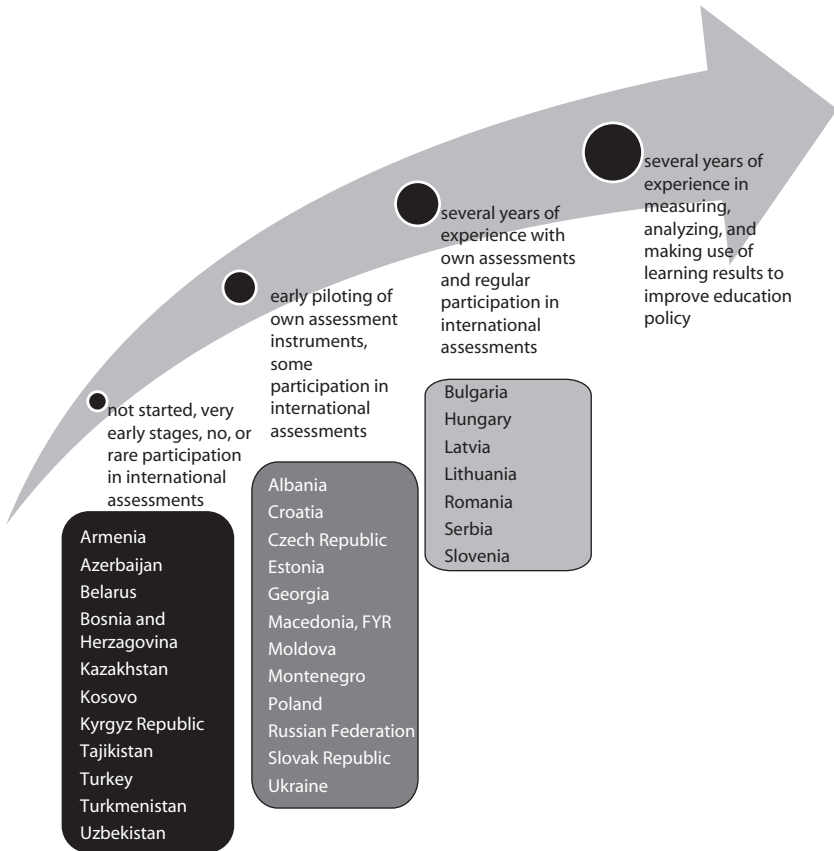 several years of
experience in
measuring,
analyzing, and
making use of
learning results to
improve education
policy
several years of
experience with
own assessments
and regular
participation in
international
assessments
early piloting of
own assessment
instruments,
some
participation in
international
assessments
not started, very
early stages, no, or
rare participation
in international
assessments
Armenia
Azerbaijan
Belarus
Bosnia and
Herzagovina
Kazakhstan
Kosovo
Kyrgyz Republic
Tajikistan
Turkey
Turkmenistan
Uzbekistan
Albania
Croatia
Czech Republic
Estonia
Georgia
Macedonia, FYR
Moldova
Montenegro
Poland
Russian Federation
Slovak Republic
Ukraine
Bulgaria
Hungary
Latvia
Lithuania
Romania
Serbia
Slovenia